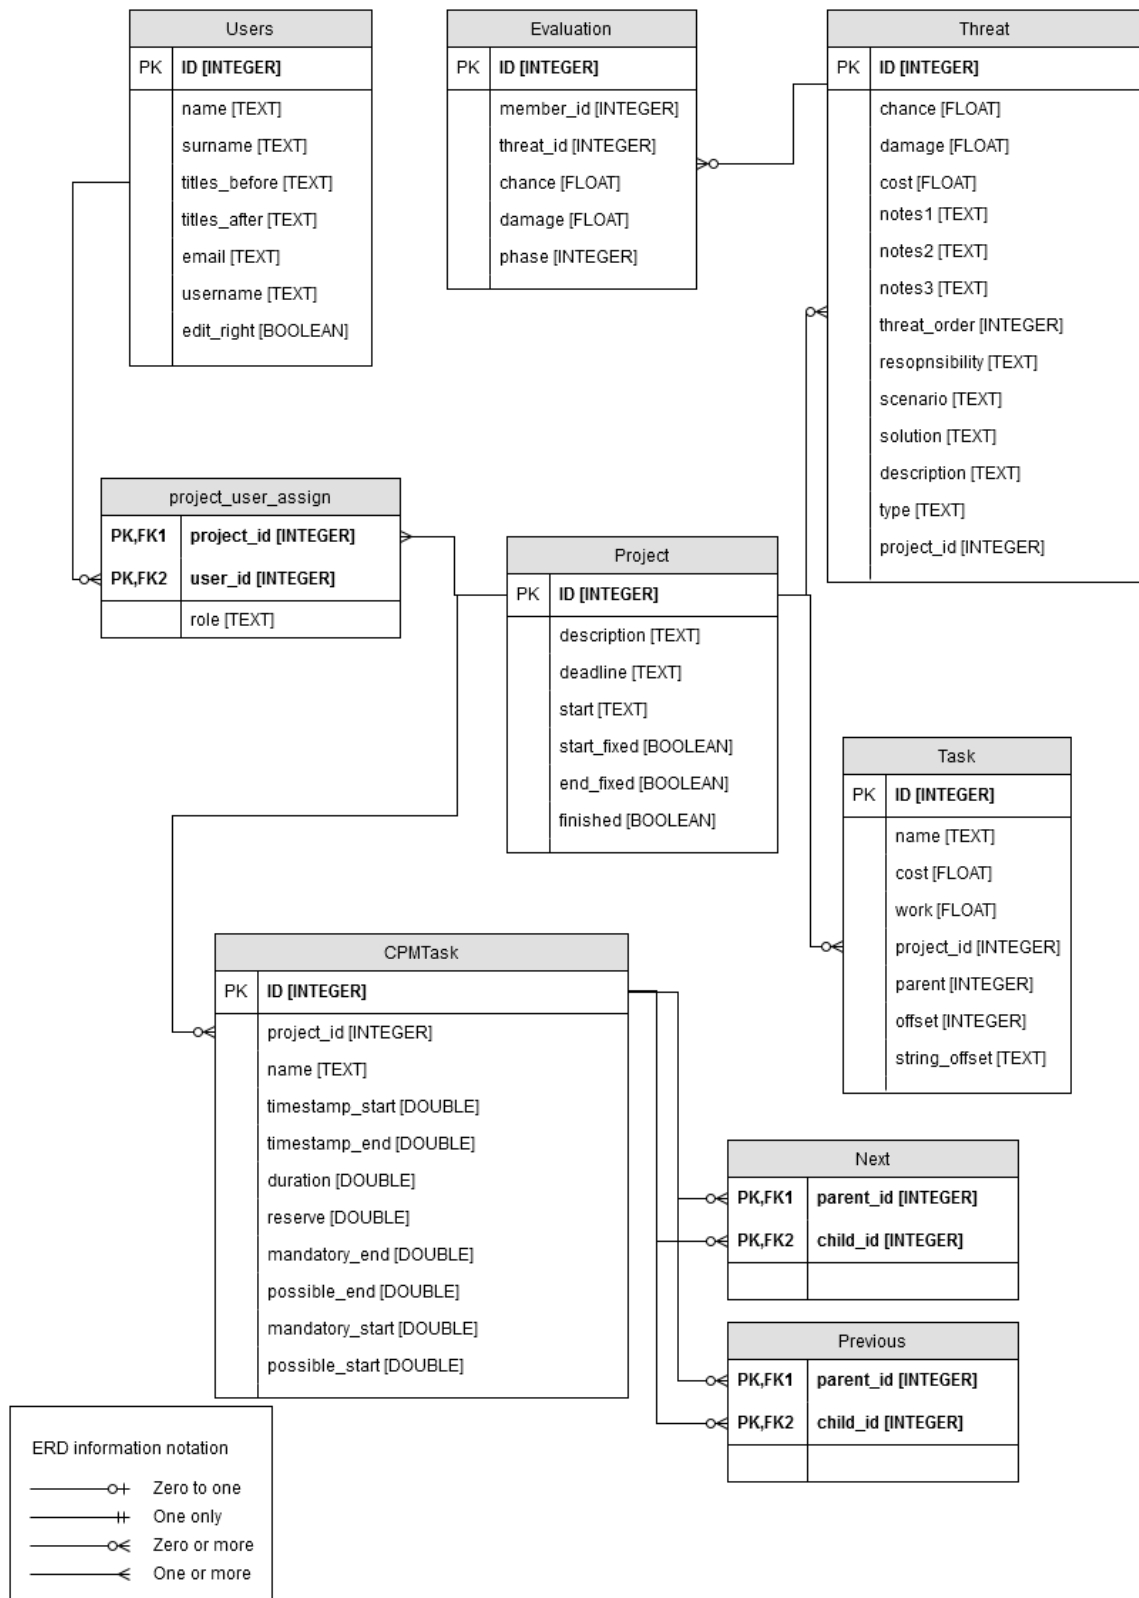 Users
PK ID [INTEGER]
name [TEXT]
surname [TEXT]
titles_before [TEXT]
titles_after [TEXT]
email [TEXT]
username [TEXT]
edit_right [BOOLEAN]
Evaluation
PK ID [INTEGER]
member_id [INTEGER]
threat_id [INTEGER]
chance [FLOAT]
damage [FLOAT]
phase [INTEGER]
Threat
PK ID [INTEGER]
chance [FLOAT]
damage [FLOAT]
cost [FLOAT]
notes1 [TEXT]
notes2 [TEXT]
notes3 [TEXT]
threat_order [INTEGER]
resopnsibility [TEXT]
scenario [TEXT]
solution [TEXT]
description [TEXT]
type [TEXT]
project_id [INTEGER]
project_user_assign
PK,FK1 project_id [INTEGER]
PK,FK2 user_id [INTEGER]
role [TEXT]
Project
PK ID [INTEGER]
description [TEXT]
deadline [TEXT]
start [TEXT]
start_fixed [BOOLEAN]
end_fixed [BOOLEAN]
finished [BOOLEAN]
Task
PK ID [INTEGER]
name [TEXT]
cost [FLOAT]
work [FLOAT]
project_id [INTEGER]
parent [INTEGER]
offset [INTEGER]
string_offset [TEXT]
CPMTask
PK ID [INTEGER]
project_id [INTEGER]
name [TEXT]
timestamp_start [DOUBLE]
timestamp_end [DOUBLE]
duration [DOUBLE]
reserve [DOUBLE]
mandatory_end [DOUBLE]
possible_end [DOUBLE]
mandatory_start [DOUBLE]
possible_start [DOUBLE]
Next
PK,FK1 parent_id [INTEGER]
PK,FK2 child_id [INTEGER]
Previous
PK,FK1 parent_id [INTEGER]
PK,FK2 child_id [INTEGER]
ERD information notation
Zero to one
One only
Zero or more
One or more